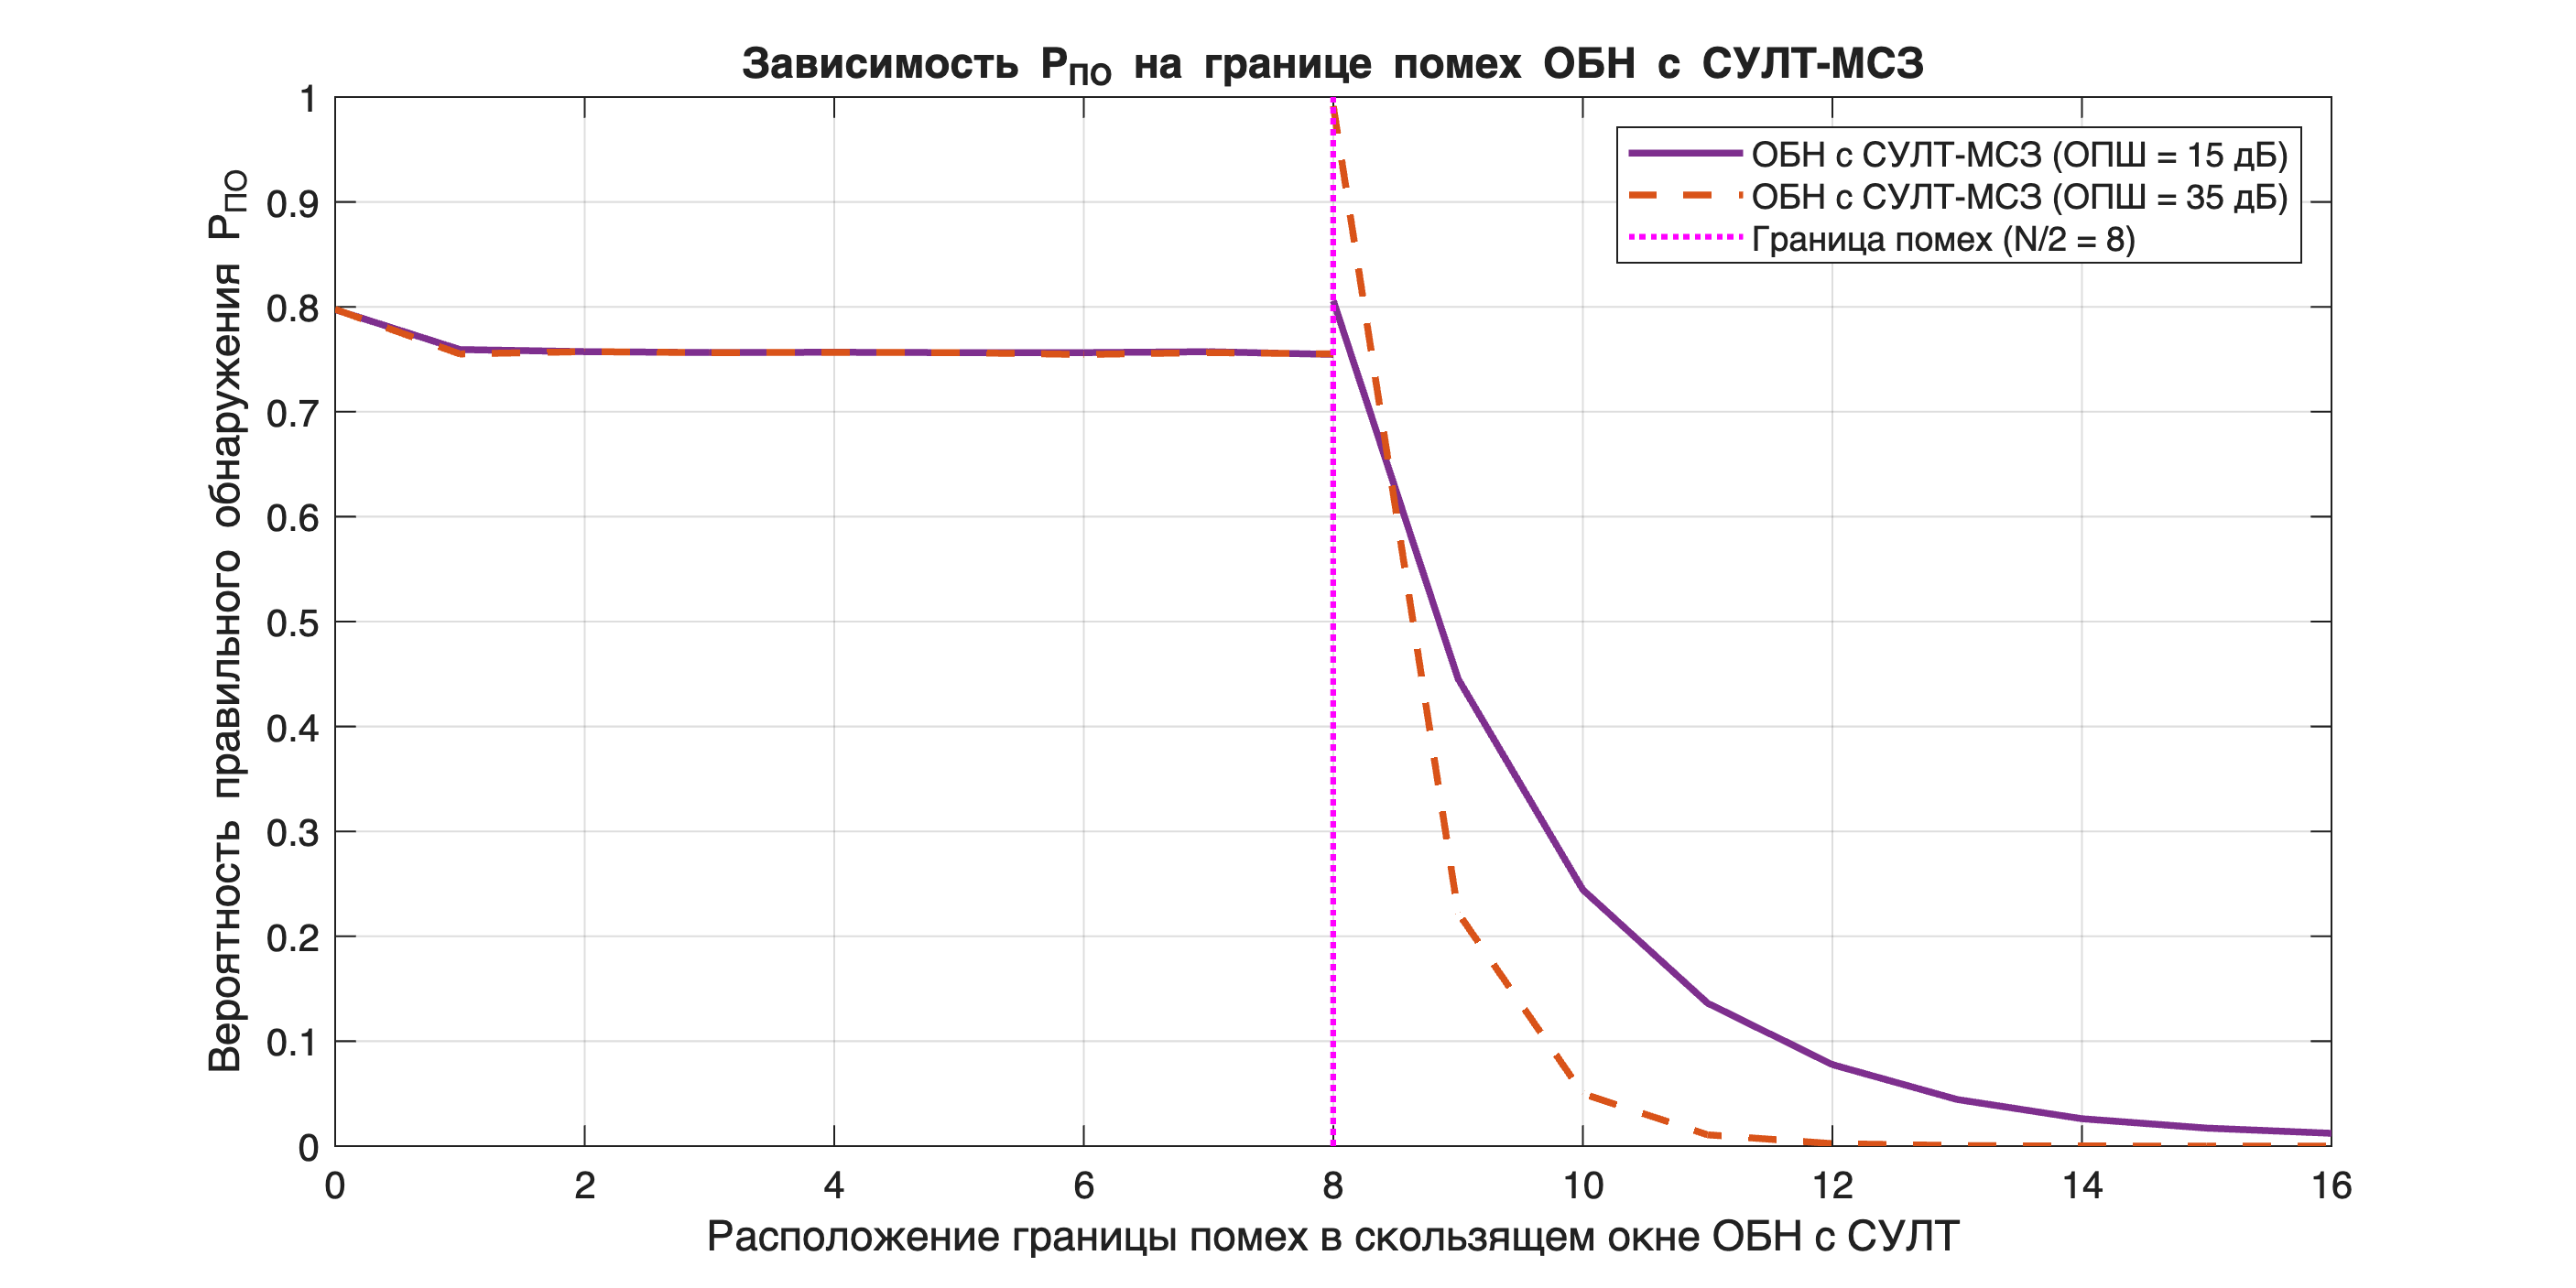 Зависимость PПО на границе помех ОБН с СУЛТ-МСЗ
ОБН с СУЛТ-МСЗ (ОПШ = 15 дБ)
ОБН с СУЛТ-МСЗ (ОПШ = 35 дБ)
Граница помех (N/2 = 8)
Вероятность правильного обнаружения PПО
1
0.9
0.8
0.7
0.6
0.5
0.4
0.3
0.2
0.1
0
0 2 4 6 8 10 12 14 16
Расположение границы помех в скользящем окне ОБН с СУЛТ